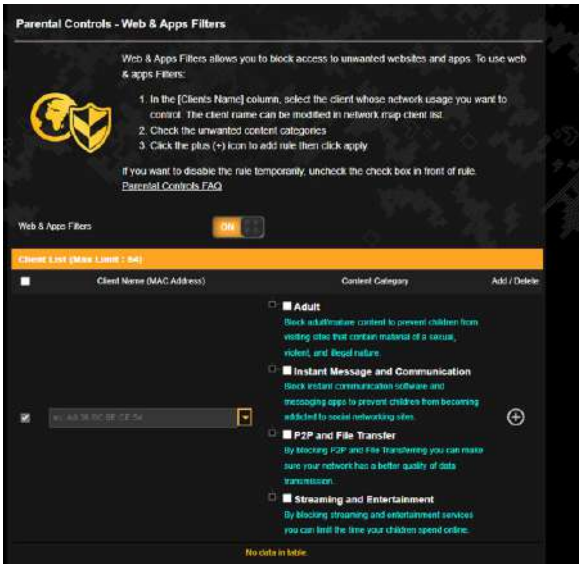 Parental Controls - Web & Apps Filters
Web & Apps Filters allows you to block access to unwanted websites and apps. To use web
& apps Filters:
1. In the [Clients Name] column, select the client whose network usage you want to
control. The client name can be modified in network map client list.
2. Check the unwanted content categories
3. Click the plus (+) icon to add rule then click apply.
If you want to disable the rule temporarily, uncheck the check box in front of rule.
Parental Controls FAQ
Web & Apps Filters
ON
Client List (Max Limit : 64)
Client Name (MAC Address)
Content Category
Add / Delete
Adult
Block adult/mature content to prevent children from
visiting sites that contain material of a sexual,
violent, and illegal nature.
Instant Message and Communication
Block instant communication software and
messaging apps to prevent children from becoming
addicted to social networking sites.
P2P and File Transfer
By blocking P2P and File Transferring you can make
sure your network has a better quality of data
transmission.
Streaming and Entertainment
By blocking streaming and entertainment services
you can limit the time your children spend online.
No data in table.